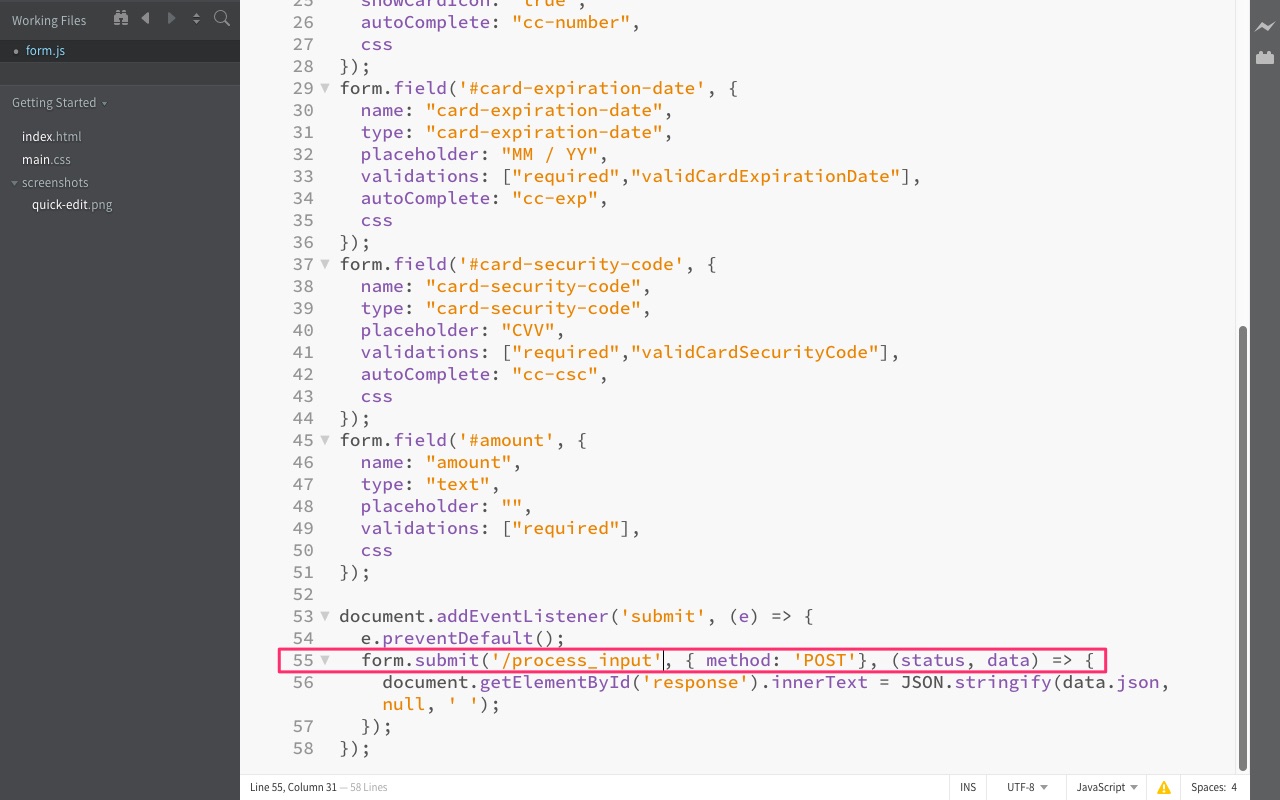 Working Files
form.js
Getting Started
index.html
main.css
screenshots
quick-edit.png
25 showCardIcon: "true",
26 autoComplete: "cc-number",
27 css
28 });
29 form.field('#card-expiration-date', {
30 name: "card-expiration-date",
31 type: "card-expiration-date",
32 placeholder: "MM / YY",
33 validations: ["required","validCardExpirationDate"],
34 autoComplete: "cc-exp",
35 css
36 });
37 form.field('#card-security-code', {
38 name: "card-security-code",
39 type: "card-security-code",
40 placeholder: "CVV",
41 validations: ["required","validCardSecurityCode"],
42 autoComplete: "cc-csc",
43 css
44 });
45 form.field('#amount', {
46 name: "amount",
47 type: "text",
48 placeholder: "",
49 validations: ["required"],
50 css
51 });
52
53 document.addEventListener('submit', (e) => {
54 e.preventDefault();
55 form.submit('/process_input', { method: 'POST'}, (status, data) => {
56 document.getElementById('response').innerText = JSON.stringify(data.json,
null, ' ');
57 });
58 });
Line 55, Column 31 — 58 Lines
INS
UTF-8
JavaScript
Spaces: 4